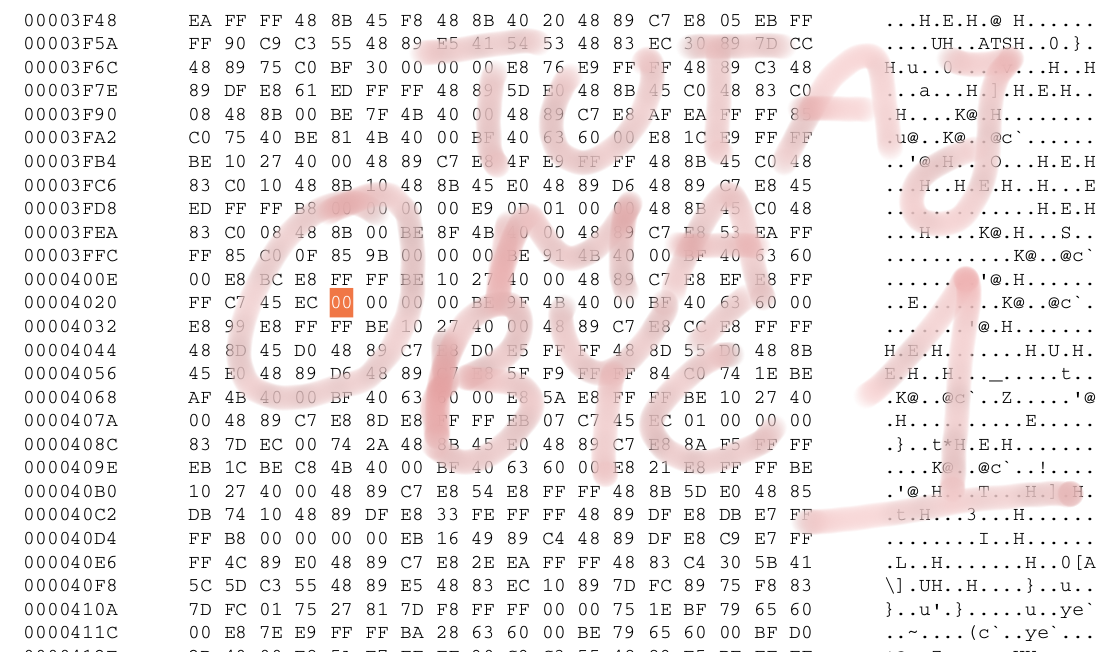 00003F48 EA FF FF 48 8B 45 F8 48 8B 40 20 48 89 C7 E8 05 EB FF ...H.E.H.@ H......
00003F5A FF 90 C9 C3 55 48 89 E5 41 54 53 48 83 EC 30 89 7D CC ....UH..ATSH..0.}.
00003F6C 48 89 75 C0 BF 30 00 00 00 00 E8 76 E9 FF FF 48 89 C3 48 H.u..0.......H..H
00003F7E 89 DF E8 61 ED FF FF 48 89 5D E0 48 8B 45 C0 48 83 C0 ...a...H.].H.E.H..
00003F90 08 48 8B 00 BE 7F 4B 40 00 48 89 C7 E8 AF EA FF FF 85 .H....K@.H........
00003FA2 C0 75 40 BE 81 4B 40 00 BF 40 63 60 00 E8 1C E9 FF FF .u@..K@..@c`......
00003FB4 BE 10 27 40 00 48 89 C7 E8 4F E9 FF FF 48 8B 45 C0 48 ..'@.H...O...H.E.H
00003FC6 83 C0 10 48 8B 10 48 8B 45 E0 48 89 D6 48 89 C7 E8 45 ...H..H.E.H..H...E
00003FD8 ED FF FF B8 00 00 00 00 E9 0D 01 00 00 48 8B 45 C0 48 .............H.E.H
00003FEA 83 C0 08 48 8B 00 BE 8F 4B 40 00 48 89 C7 E8 53 EA FF ...H....K@.H...S..
00003FFC FF 85 C0 0F 85 9B 00 00 00 BE 91 4B 40 00 BF 40 63 60 ...........K@..@c`
0000400E 00 E8 BC E8 FF FF BE 10 27 40 00 48 89 C7 E8 EF E8 FF ........'@.H......
00004020 FF C7 45 EC 00 00 00 00 BE 9F 4B 40 00 BF 40 63 60 00 ..E.......K@..@c`.
00004032 E8 99 E8 FF FF BE 10 27 40 00 48 89 C7 E8 CC E8 FF FF .......'@.H.......
00004044 48 8D 45 D0 48 89 C7 E8 D0 E5 FF FF 48 8D 55 D0 48 8B H.E.H.......H.U.H.
00004056 45 E0 48 89 D6 48 89 C7 E8 5F F9 FF FF 84 C0 74 1E BE E.H..H..._.....t..
00004068 AF 4B 40 00 BF 40 63 60 00 E8 5A E8 FF FF BE 10 27 40 .K@..@c`..Z.....'@
0000407A 00 48 89 C7 E8 8D E8 FF FF EB 07 C7 45 EC 01 00 00 00 .H..........E.....
0000408C 83 7D EC 00 74 2A 48 8B 45 E0 48 89 C7 E8 8A F5 FF FF .}..t*H.E.H.......
0000409E EB 1C BE C8 4B 40 00 BF 40 63 60 00 E8 21 E8 FF FF BE ....K@..@c`..!....
000040B0 10 27 40 00 48 89 C7 E8 54 E8 FF FF 48 8B 5D E0 48 85 .'@.H...T...H.].H.
000040C2 DB 74 10 48 89 DF E8 33 FE FF FF 48 89 DF E8 DB E7 FF .t.H...3...H......
000040D4 FF B8 00 00 00 00 EB 16 49 89 C4 48 89 DF E8 C9 E7 FF ........I..H......
000040E6 FF 4C 89 E0 48 89 C7 E8 2E EA FF FF 48 83 C4 30 5B 41 .L..H.......H..0[A
000040F8 5C 5D C3 55 48 89 E5 48 83 EC 10 89 7D FC 89 75 F8 83 \].UH..H....}..u..
0000410A 7D FC 01 75 27 81 7D F8 FF FF 00 00 75 1E BF 79 65 60 }..u'.}.....u..ye`
0000411C 00 E8 7E E9 FF FF BA 28 63 60 00 BE 79 65 60 00 BF D0 ..~....(c`..ye`...
TUTAJ
0 MA
BYĆ 1